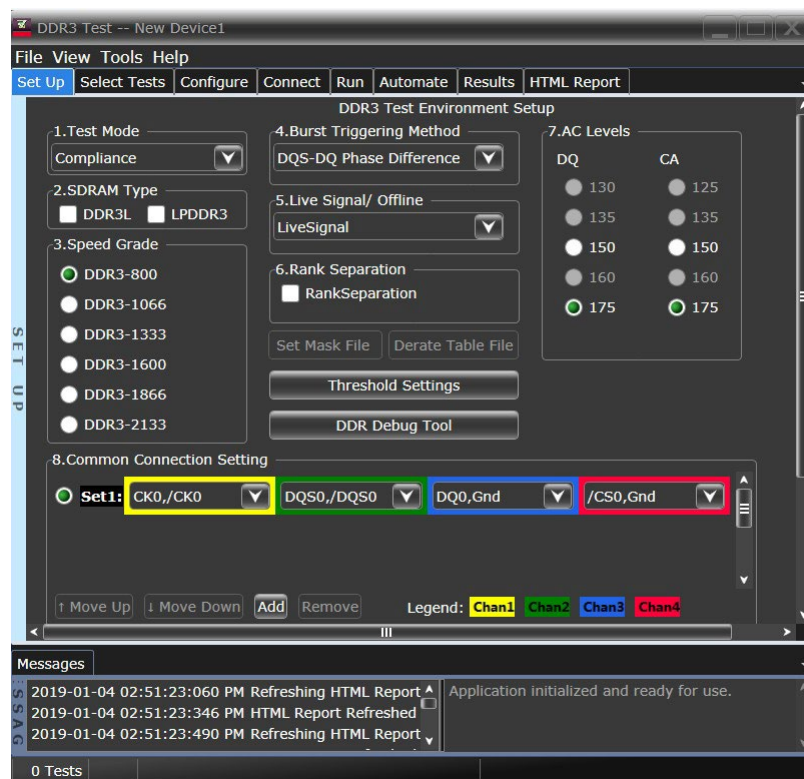 DDR3 Test -- New Device1
File View Tools Help
Set Up Select Tests Configure Connect Run Automate Results HTML Report
DDR3 Test Environment Setup
1.Test Mode
Compliance
2.SDRAM Type
DDR3L LPDDR3
3.Speed Grade
DDR3-800
DDR3-1066
DDR3-1333
DDR3-1600
DDR3-1866
DDR3-2133
4.Burst Triggering Method
DQS-DQ Phase Difference
5.Live Signal/ Offline
LiveSignal
6.Rank Separation
RankSeparation
Set Mask File Derate Table File
Threshold Settings
DDR Debug Tool
7.AC Levels
DQ CA
130 125
135 135
150 150
160 160
175 175
SET UP
8.Common Connection Setting
Set1: CK0,/CK0 DQS0,/DQS0 DQ0,Gnd /CS0,Gnd
↑ Move Up ↓ Move Down Add Remove Legend: Chan1 Chan2 Chan3 Chan4
Messages
2019-01-04 02:51:23:060 PM Refreshing HTML Report
2019-01-04 02:51:23:346 PM HTML Report Refreshed
2019-01-04 02:51:23:490 PM Refreshing HTML Report
Application initialized and ready for use.
0 Tests